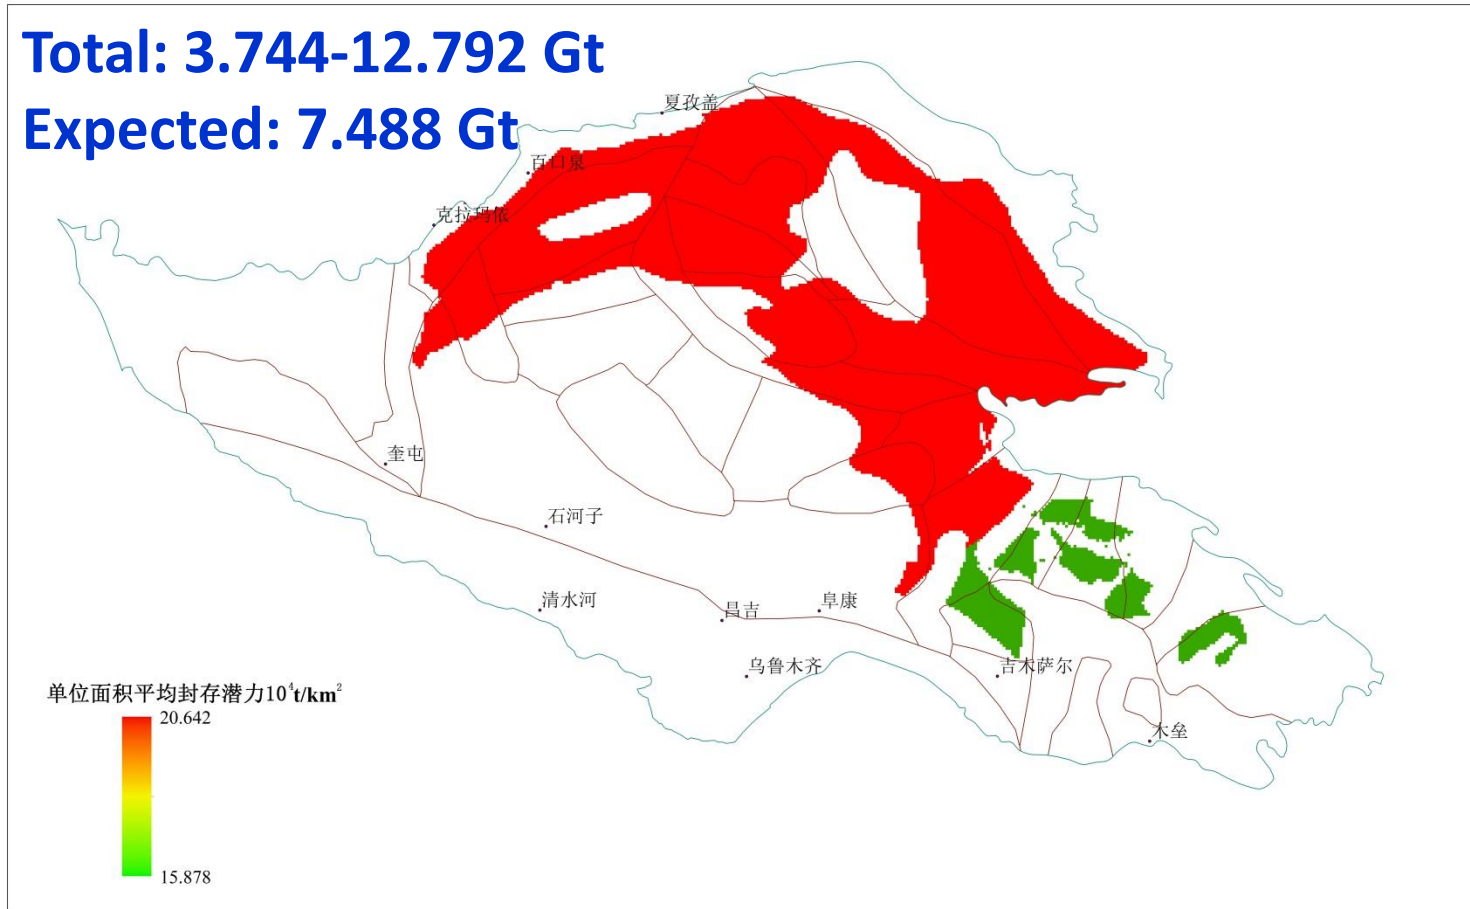 Total: 3.744-12.792 Gt
Expected: 7.488 Gt
夏孜盖
百口泉
克拉玛依
奎屯
石河子
清水河
昌吉
阜康
乌鲁木齐
吉木萨尔
木垒
单位面积平均封存潜力10⁴t/km²
20.642
15.878